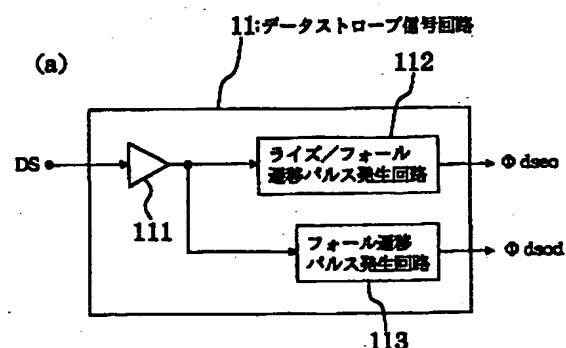 11;データストローブ信号回路
(a)
112
DS
ライズ/フォール
遷移パルス発生回路
Φdseo
111
フォール遷移
パルス発生回路
Φdsod
113